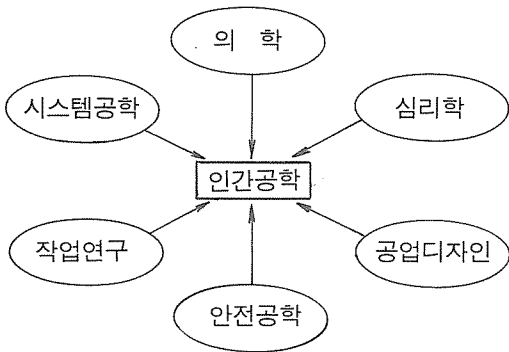 의 학
시스템공학
심리학
인간공학
작업연구
공업디자인
안전공학